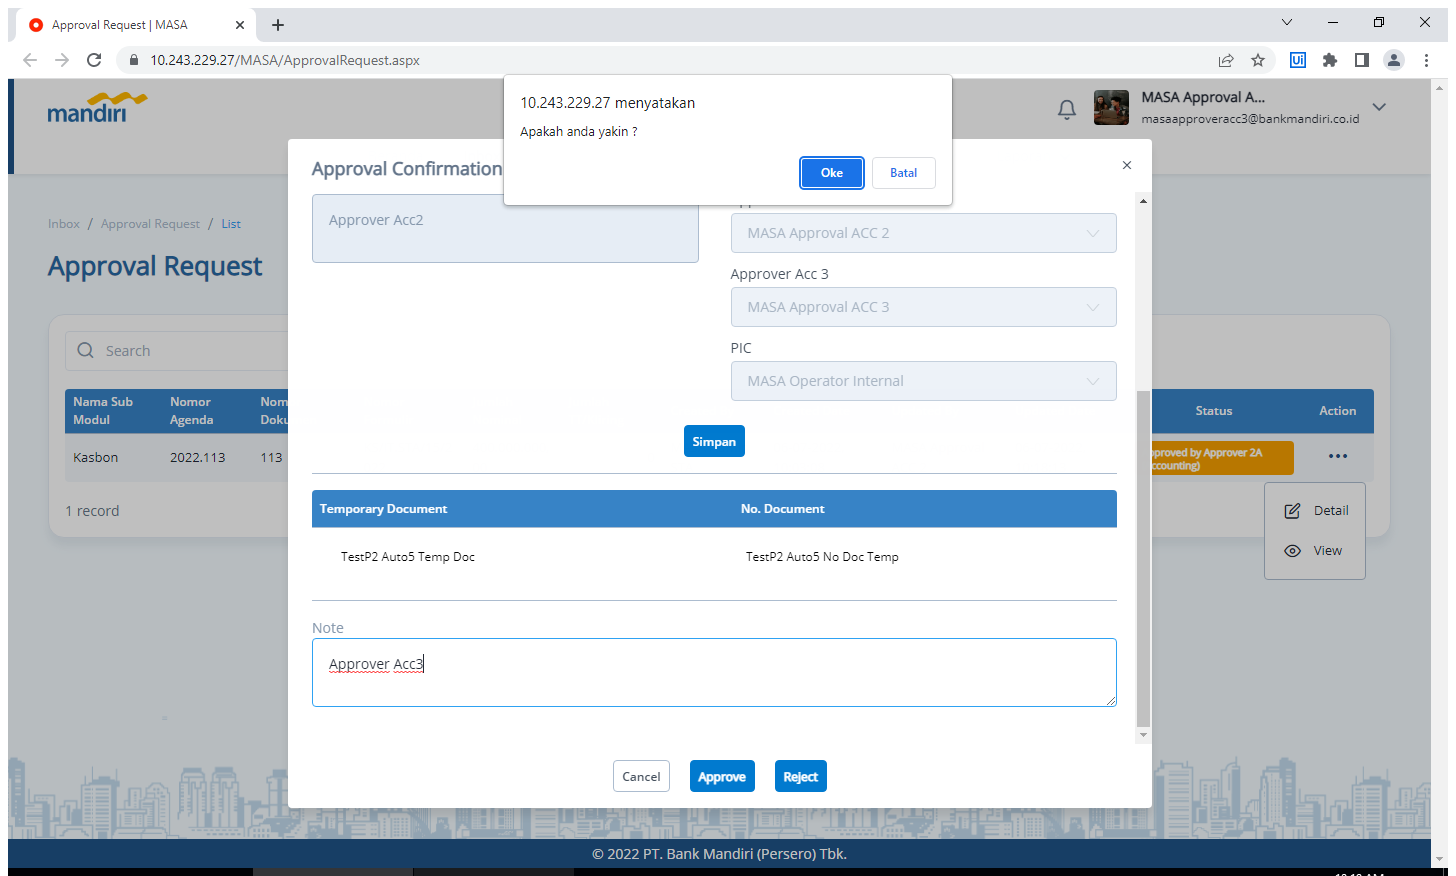 Approval Request | MASA
10.243.229.27/MASA/ApprovalRequest.aspx
Ui
mandiri
MASA Approval A...
masaapproveracc3@bankmandiri.co.id
10.243.229.27 menyatakan
Apakah anda yakin ?
Oke
Batal
Approval Confirmation
Approver Acc2
MASA Approval ACC 2
Approver Acc 3
MASA Approval ACC 3
PIC
MASA Operator Internal
Simpan
Temporary Document
No. Document
TestP2 Auto5 Temp Doc
TestP2 Auto5 No Doc Temp
Note
Approver Acc3
Cancel
Approve
Reject
Inbox / Approval Request / List
Approval Request
Search
Nama Sub
Modul
Nomor
Agenda
Nom
Doku
Status
Action
Kasbon
2022.113
113
pproved by Approver 2A
ccounting)
1 record
Detail
View
© 2022 PT. Bank Mandiri (Persero) Tbk.